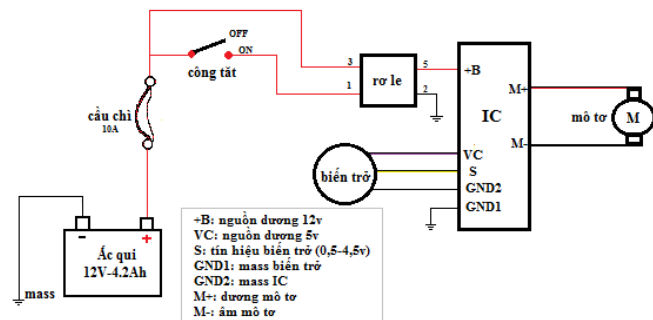 OFF
ON
công tăt
cầu chì
10A
3
1
rơ le
5
2
+B
IC
M+
M-
mô tơ
M
VC
S
GND2
GND1
biến trở
- +
Ắc qui
12V-4.2Ah
mass
+B: nguồn dương 12v
VC: nguồn dương 5v
S: tín hiệu biến trở (0,5-4,5v)
GND1: mass biến trở
GND2: mass IC
M+: dương mô tơ
M-: âm mô tơ